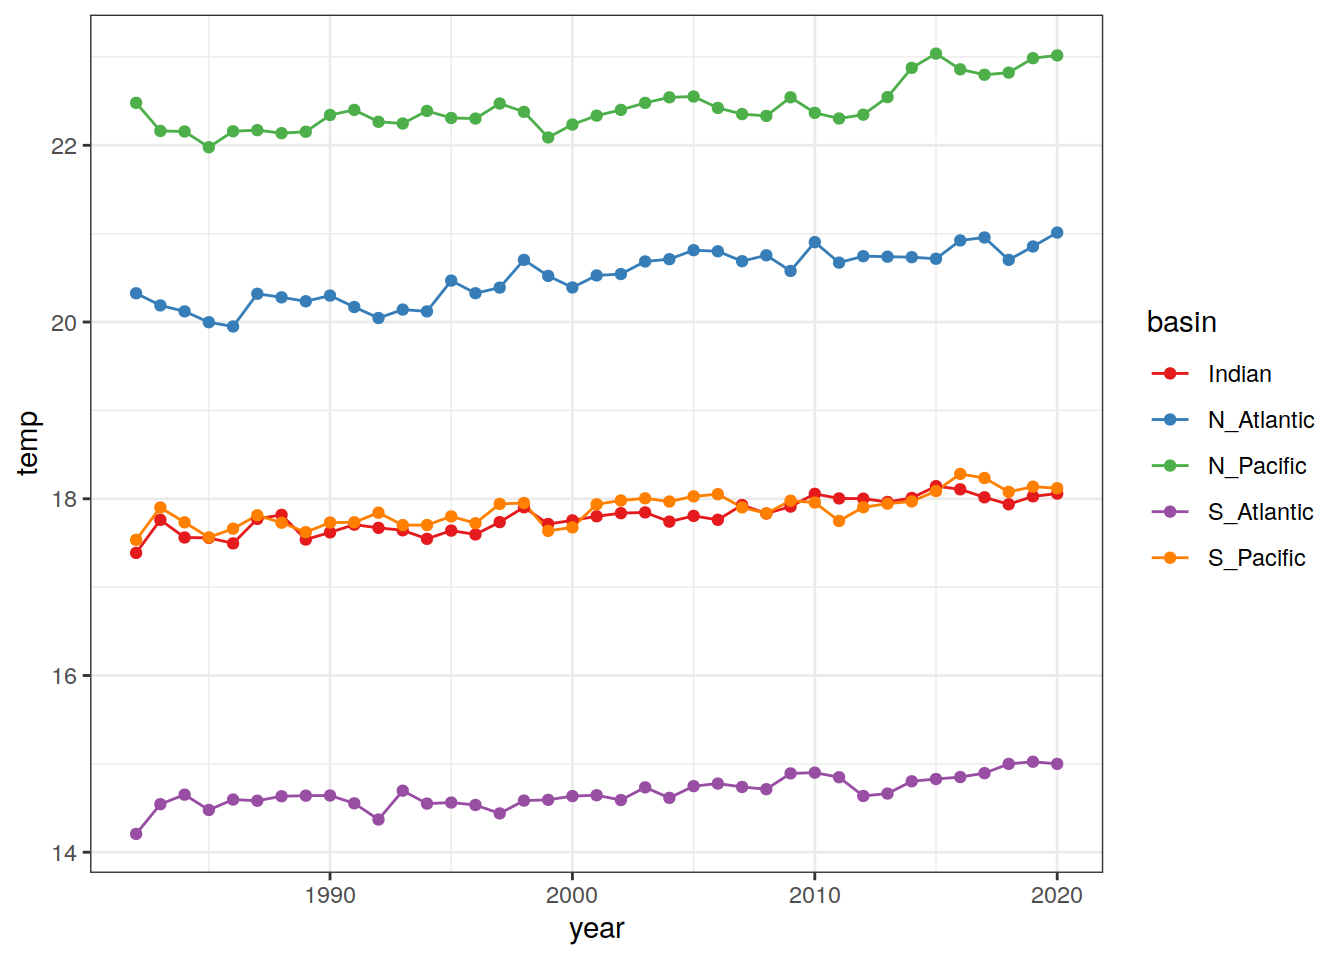 22
20
18
16
14
temp
1990 2000 2010 2020
year
basin
Indian
N_Atlantic
N_Pacific
S_Atlantic
S_Pacific